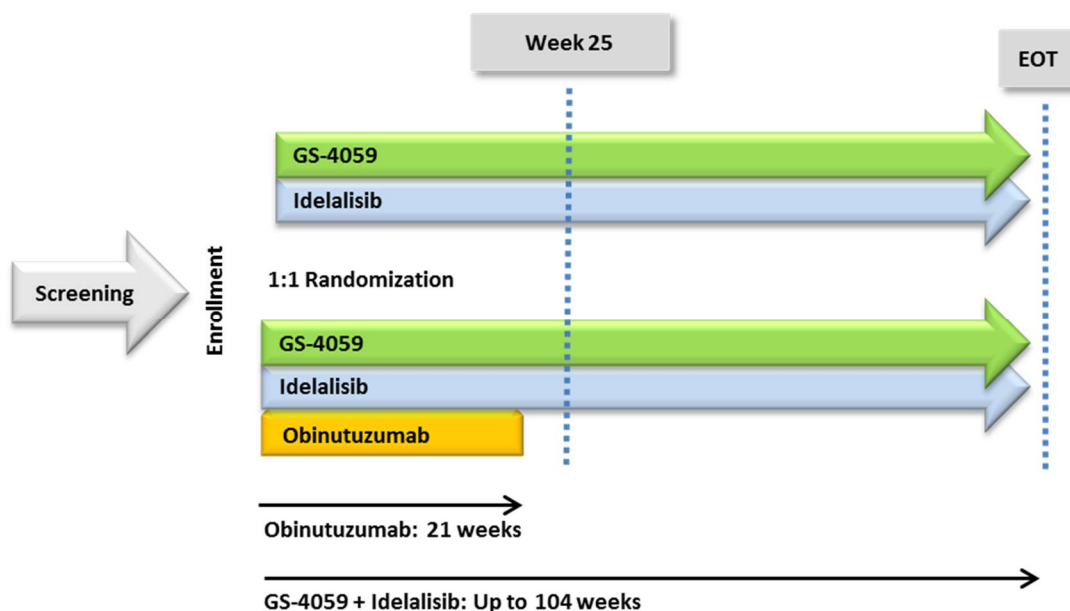 Week 25
EOT
GS-4059
Idelalisib
Screening
Enrollment
1:1 Randomization
GS-4059
Idelalisib
Obinutuzumab
Obinutuzumab: 21 weeks
GS-4059 + Idelalisib: Up to 104 weeks